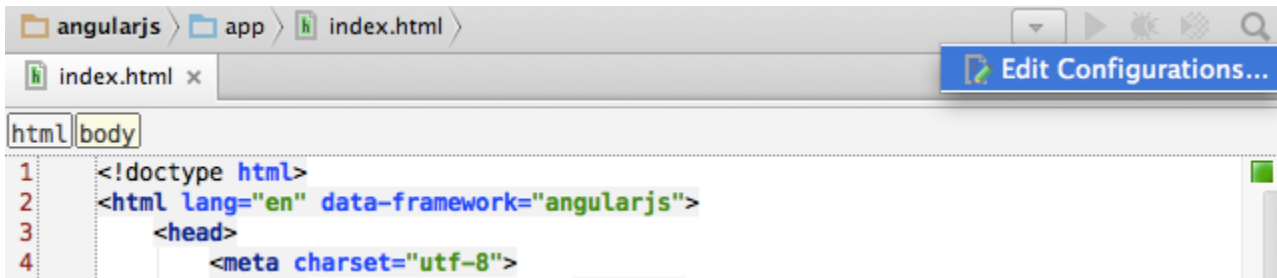 angularjs app index.html
index.html ×
Edit Configurations...
html body
1 <!doctype html>
2 <html lang="en" data-framework="angularjs">
3 <head>
4 <meta charset="utf-8">